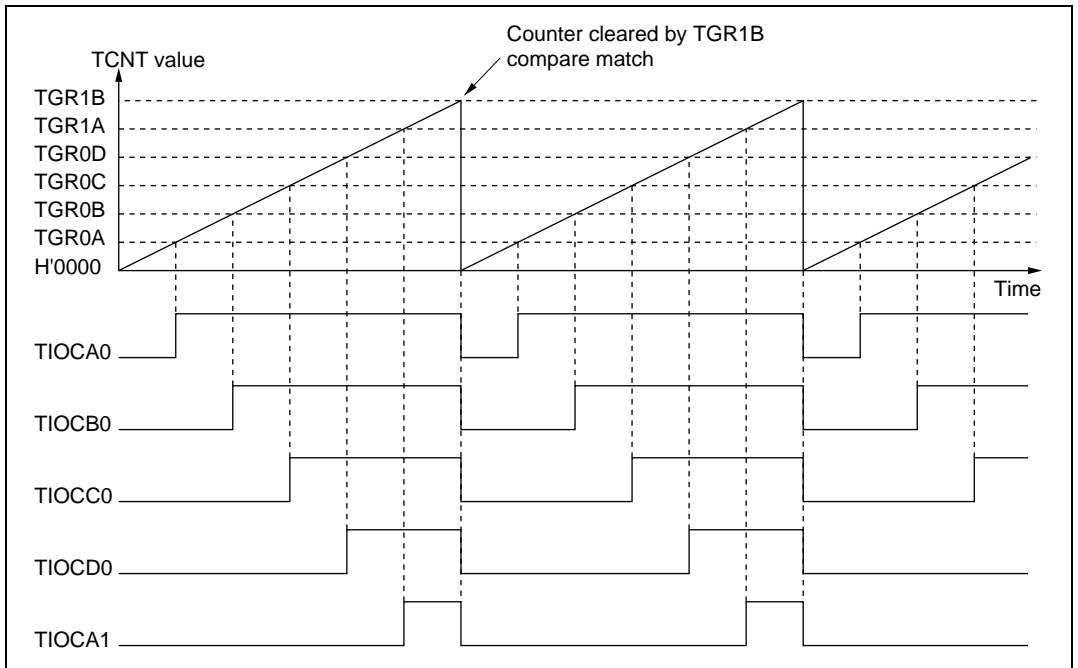 Counter cleared by TGR1B
compare match
TCNT value
TGR1B
TGR1A
TGR0D
TGR0C
TGR0B
TGR0A
H'0000
Time
TIOCA0
TIOCB0
TIOCC0
TIOCD0
TIOCA1